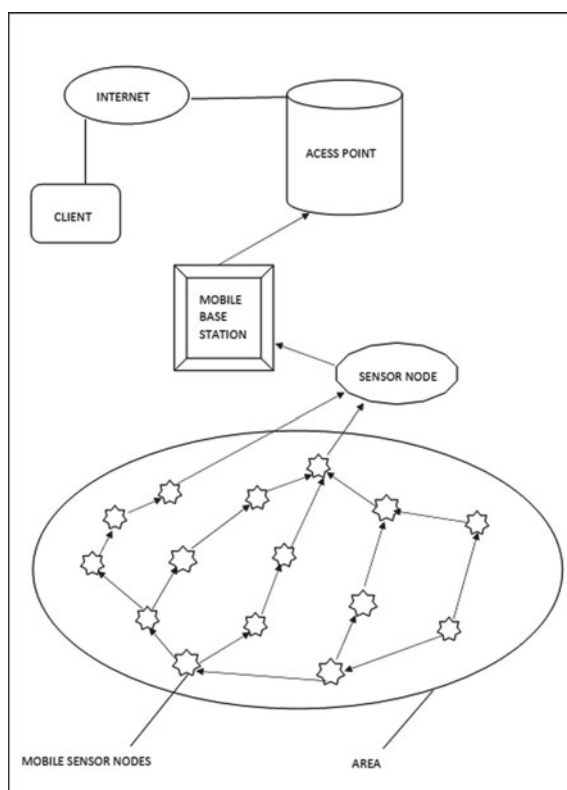 INTERNET
ACESS POINT
CLIENT
MOBILE
BASE
STATION
SENSOR NODE
MOBILE SENSOR NODES
AREA